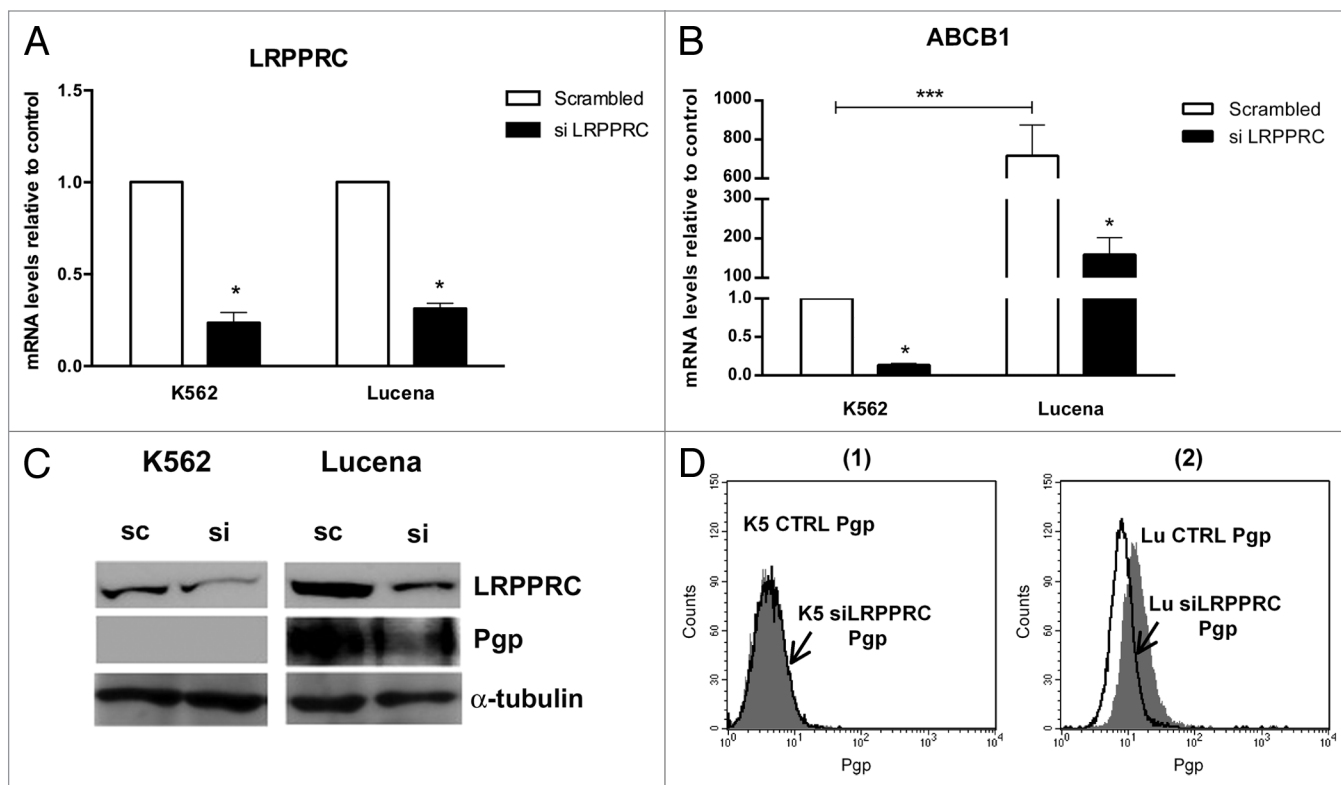 A
LRPPRC
mRNA levels relative to control
1.5
1.0
0.5
0.0
Scrambled
si LRPPRC
*
*
K562
Lucena
B
ABCB1
mRNA levels relative to control
1000
800
600
300
200
100
1.0
0.5
0.0
***
Scrambled
si LRPPRC
*
*
K562
Lucena
C
K562
Lucena
sc
si
sc
si
LRPPRC
Pgp
α-tubulin
D
(1)
Counts
150
120
90
60
30
0
K5 CTRL Pgp
K5 siLRPPRC
Pgp
10⁰
10¹
10²
10³
10⁴
Pgp
(2)
Counts
150
120
90
60
30
0
Lu CTRL Pgp
Lu siLRPPRC
Pgp
10⁰
10¹
10²
10³
10⁴
Pgp